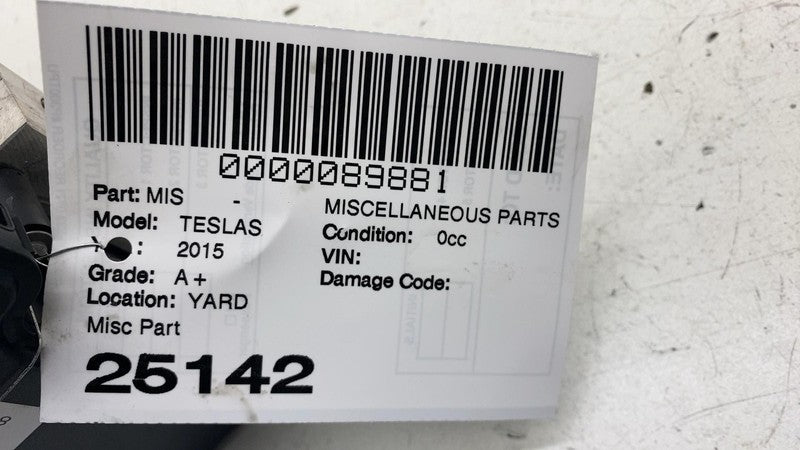 0000089881
Part: MIS - MISCELLANEOUS PARTS
Model: TESLAS Condition: 0cc
: 2015 VIN:
Grade: A+ Damage Code:
Location: YARD
Misc Part
25142